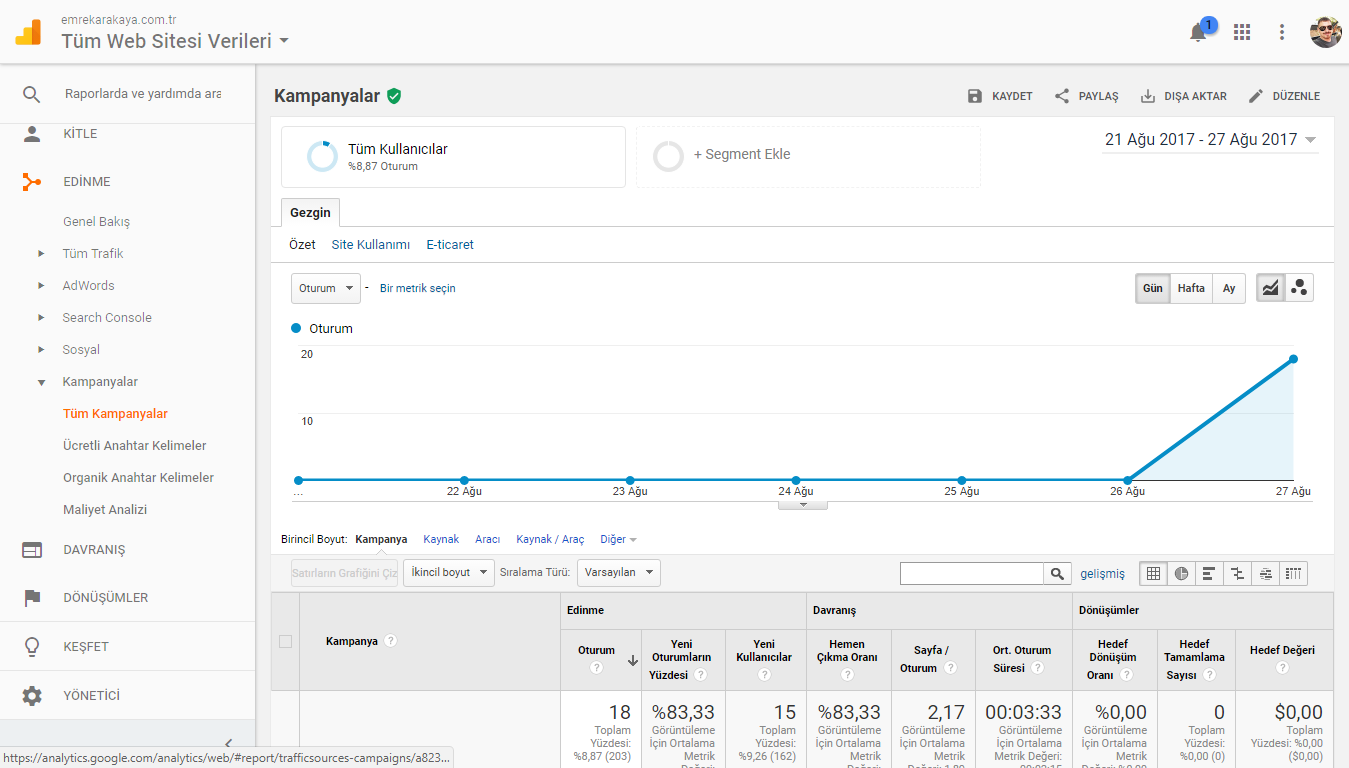 emrekarakaya.com.tr
Tüm Web Sitesi Verileri
1
Raporlarda ve yardımda ara
KİTLE
EDİNME
Genel Bakış
Tüm Trafik
AdWords
Search Console
Sosyal
Kampanyalar
Tüm Kampanyalar
Ücretli Anahtar Kelimeler
Organik Anahtar Kelimeler
Maliyet Analizi
DAVRANIŞ
DÖNÜŞÜMLER
KEŞFET
YÖNETİCİ
https://analytics.google.com/analytics/web/#report/trafficsources-campaigns/a823...
Kampanyalar
KAYDET PAYLAŞ DIŞA AKTAR DÜZENLE
Tüm Kullanıcılar
%8,87 Oturum
+ Segment Ekle
21 Ağu 2017 - 27 Ağu 2017
Gezgin
Özet Site Kullanımı E-ticaret
Oturum - Bir metrik seçin
Gün Hafta Ay
Oturum
20
10
... 22 Ağu 23 Ağu 24 Ağu 25 Ağu 26 Ağu 27 Ağu
Birincil Boyut: Kampanya Kaynak Aracı Kaynak / Araç Diğer
Satırların Grafiğini Çiz İkincil boyut Sıralama Türü: Varsayılan gelişmiş
Edinme Davranış Dönüşümler
Kampanya ?
Oturum ?
Yeni
Oturumların
Yüzdesi ?
Yeni
Kullanıcılar
?
Hemen
Çıkma Oranı
?
Sayfa /
Oturum ?
Ort. Oturum
Süresi ?
Hedef
Dönüşüm
Oranı ?
Hedef
Tamamlama
Sayısı ?
Hedef Değeri
?
18
Toplam
Yüzdesi:
%8,87 (203)
%83,33
Görüntüleme
İçin Ortalama
Metrik
15
Toplam
Yüzdesi:
%9,26 (162)
%83,33
Görüntüleme
İçin Ortalama
Metrik
2,17
Görüntüleme
İçin Ortalama
Metrik
00:03:33
Görüntüleme
İçin Ortalama
Metrik Değeri:
%0,00
Görüntüleme
İçin Ortalama
Metrik
0
Toplam
Yüzdesi:
%0,00 (0)
$0,00
Toplam
Yüzdesi: %0,00
($0,00)